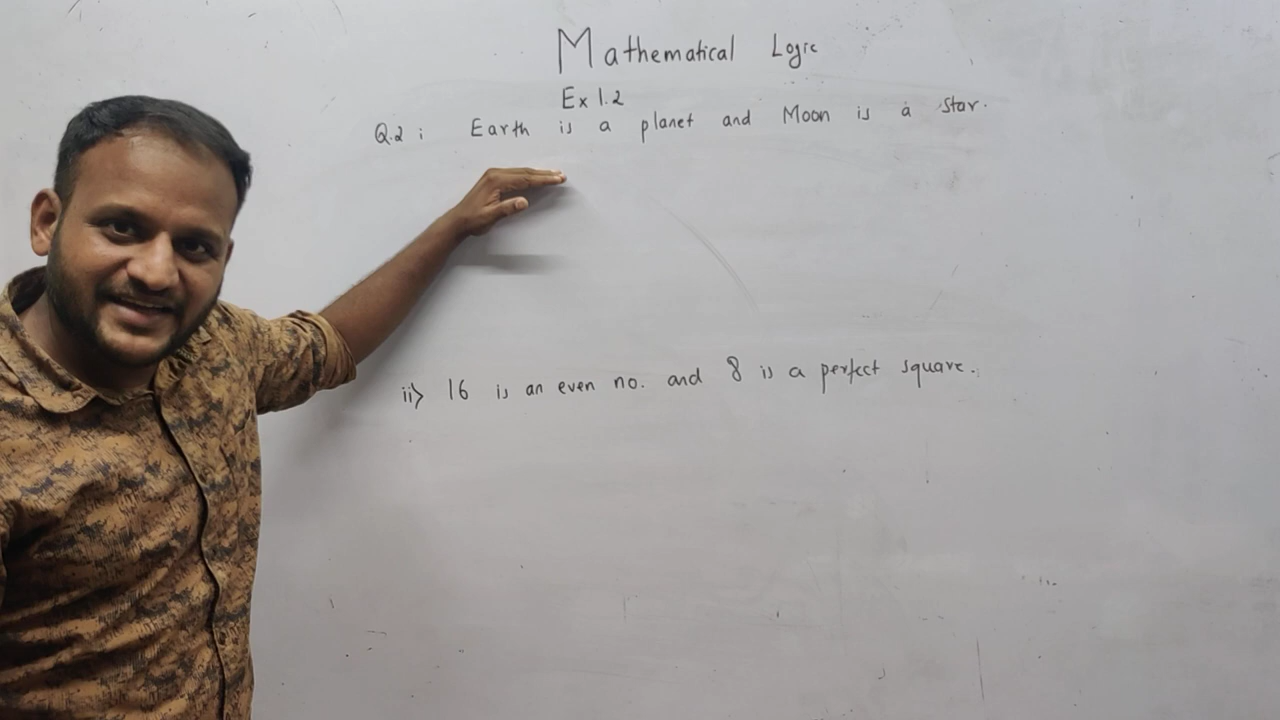 Mathematical Logic
Ex 1.2
Q.2 i Earth is a planet and Moon is a star.
ii> 16 is an even no. and 8 is a perfect square.